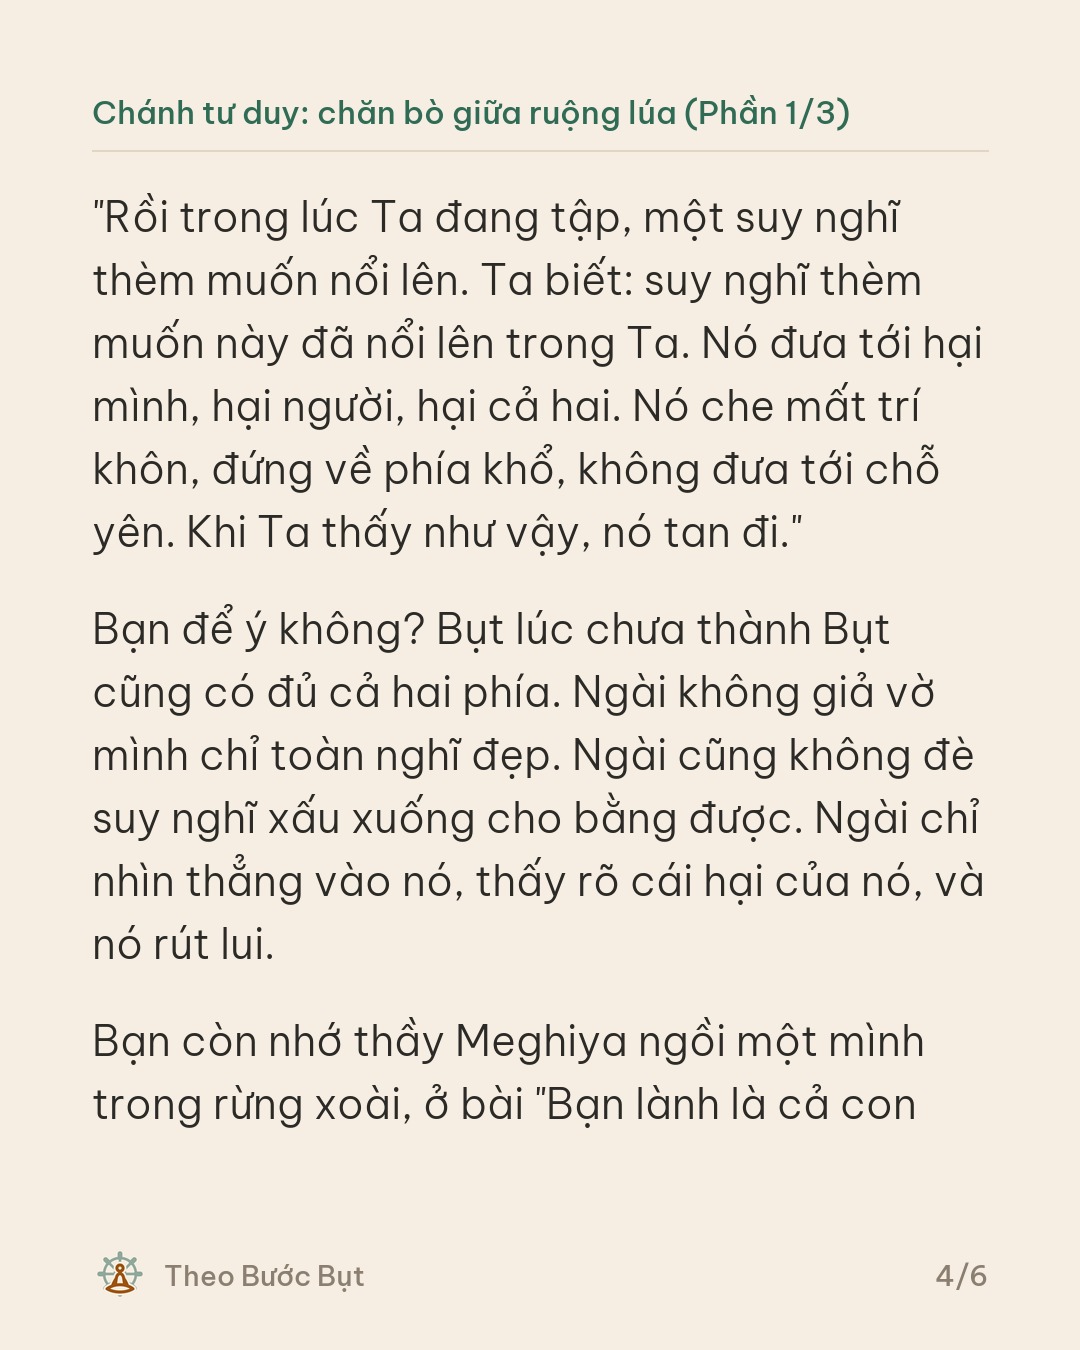 Chánh tư duy: chăn bò giữa ruộng lúa (Phần 1/3)
"Rồi trong lúc Ta đang tập, một suy nghĩ
thèm muốn nổi lên. Ta biết: suy nghĩ thèm
muốn này đã nổi lên trong Ta. Nó đưa tới hại
mình, hại người, hại cả hai. Nó che mất trí
khôn, đứng về phía khổ, không đưa tới chỗ
yên. Khi Ta thấy như vậy, nó tan đi."
Bạn để ý không? Bụt lúc chưa thành Bụt
cũng có đủ cả hai phía. Ngài không giả vờ
mình chỉ toàn nghĩ đẹp. Ngài cũng không đè
suy nghĩ xấu xuống cho bằng được. Ngài chỉ
nhìn thẳng vào nó, thấy rõ cái hại của nó, và
nó rút lui.
Bạn còn nhớ thầy Meghiya ngồi một mình
trong rừng xoài, ở bài "Bạn lành là cả con
Theo Bước Bụt
4/6